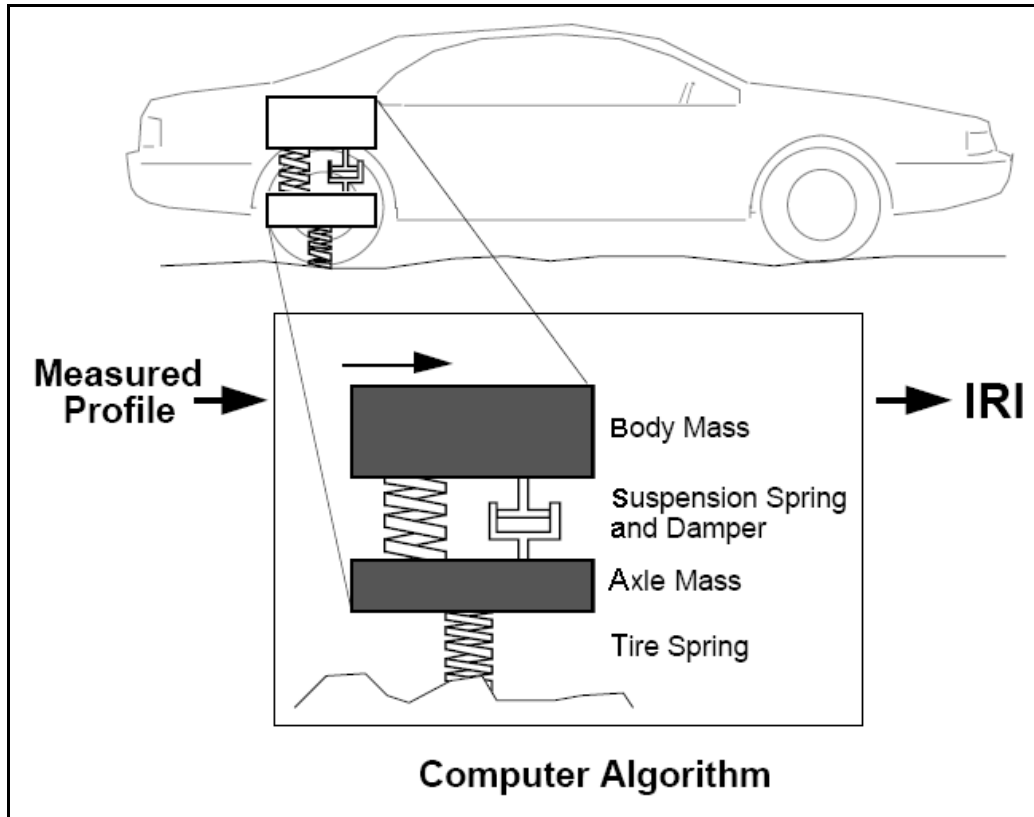 Measured
Profile
IRI
Body Mass
Suspension Spring
and Damper
Axle Mass
Tire Spring
Computer Algorithm